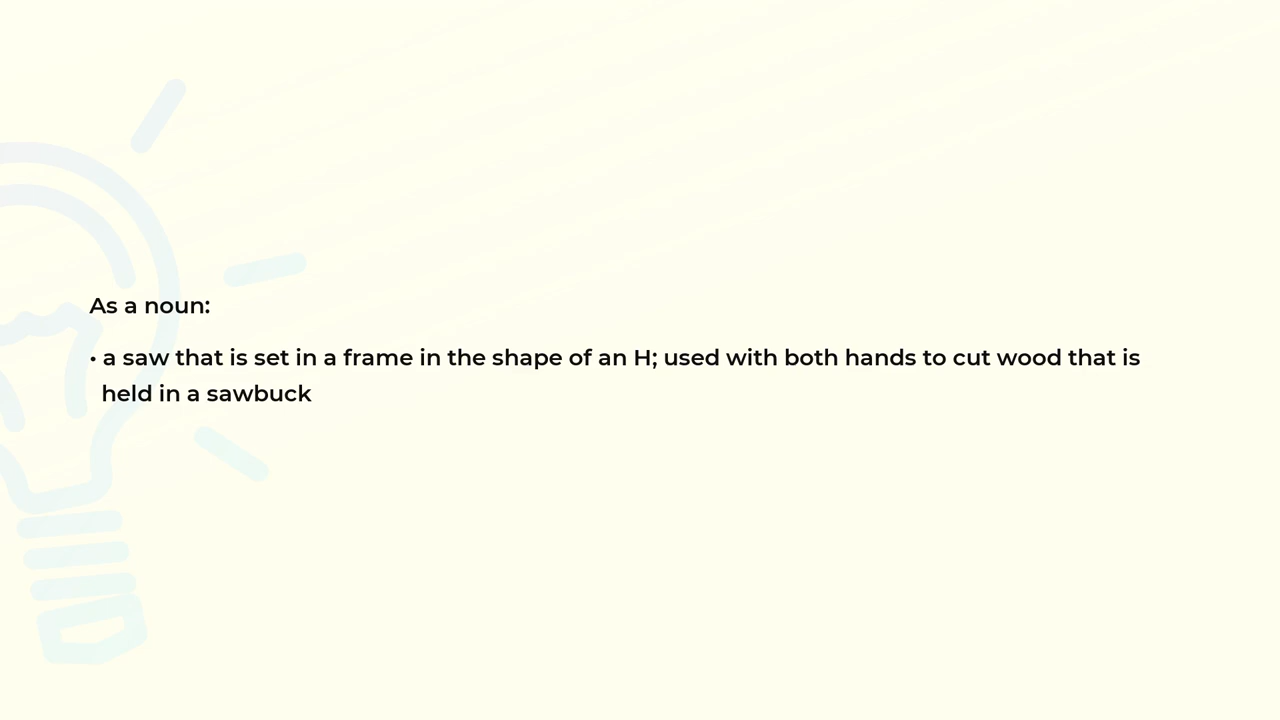 As a noun:
• a saw that is set in a frame in the shape of an H; used with both hands to cut wood that is
held in a sawbuck